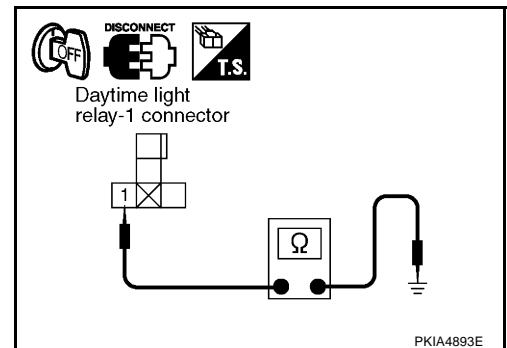 OFF
DISCONNECT
T.S.
Daytime light
relay-1 connector
1
Ω
PKIA4893E